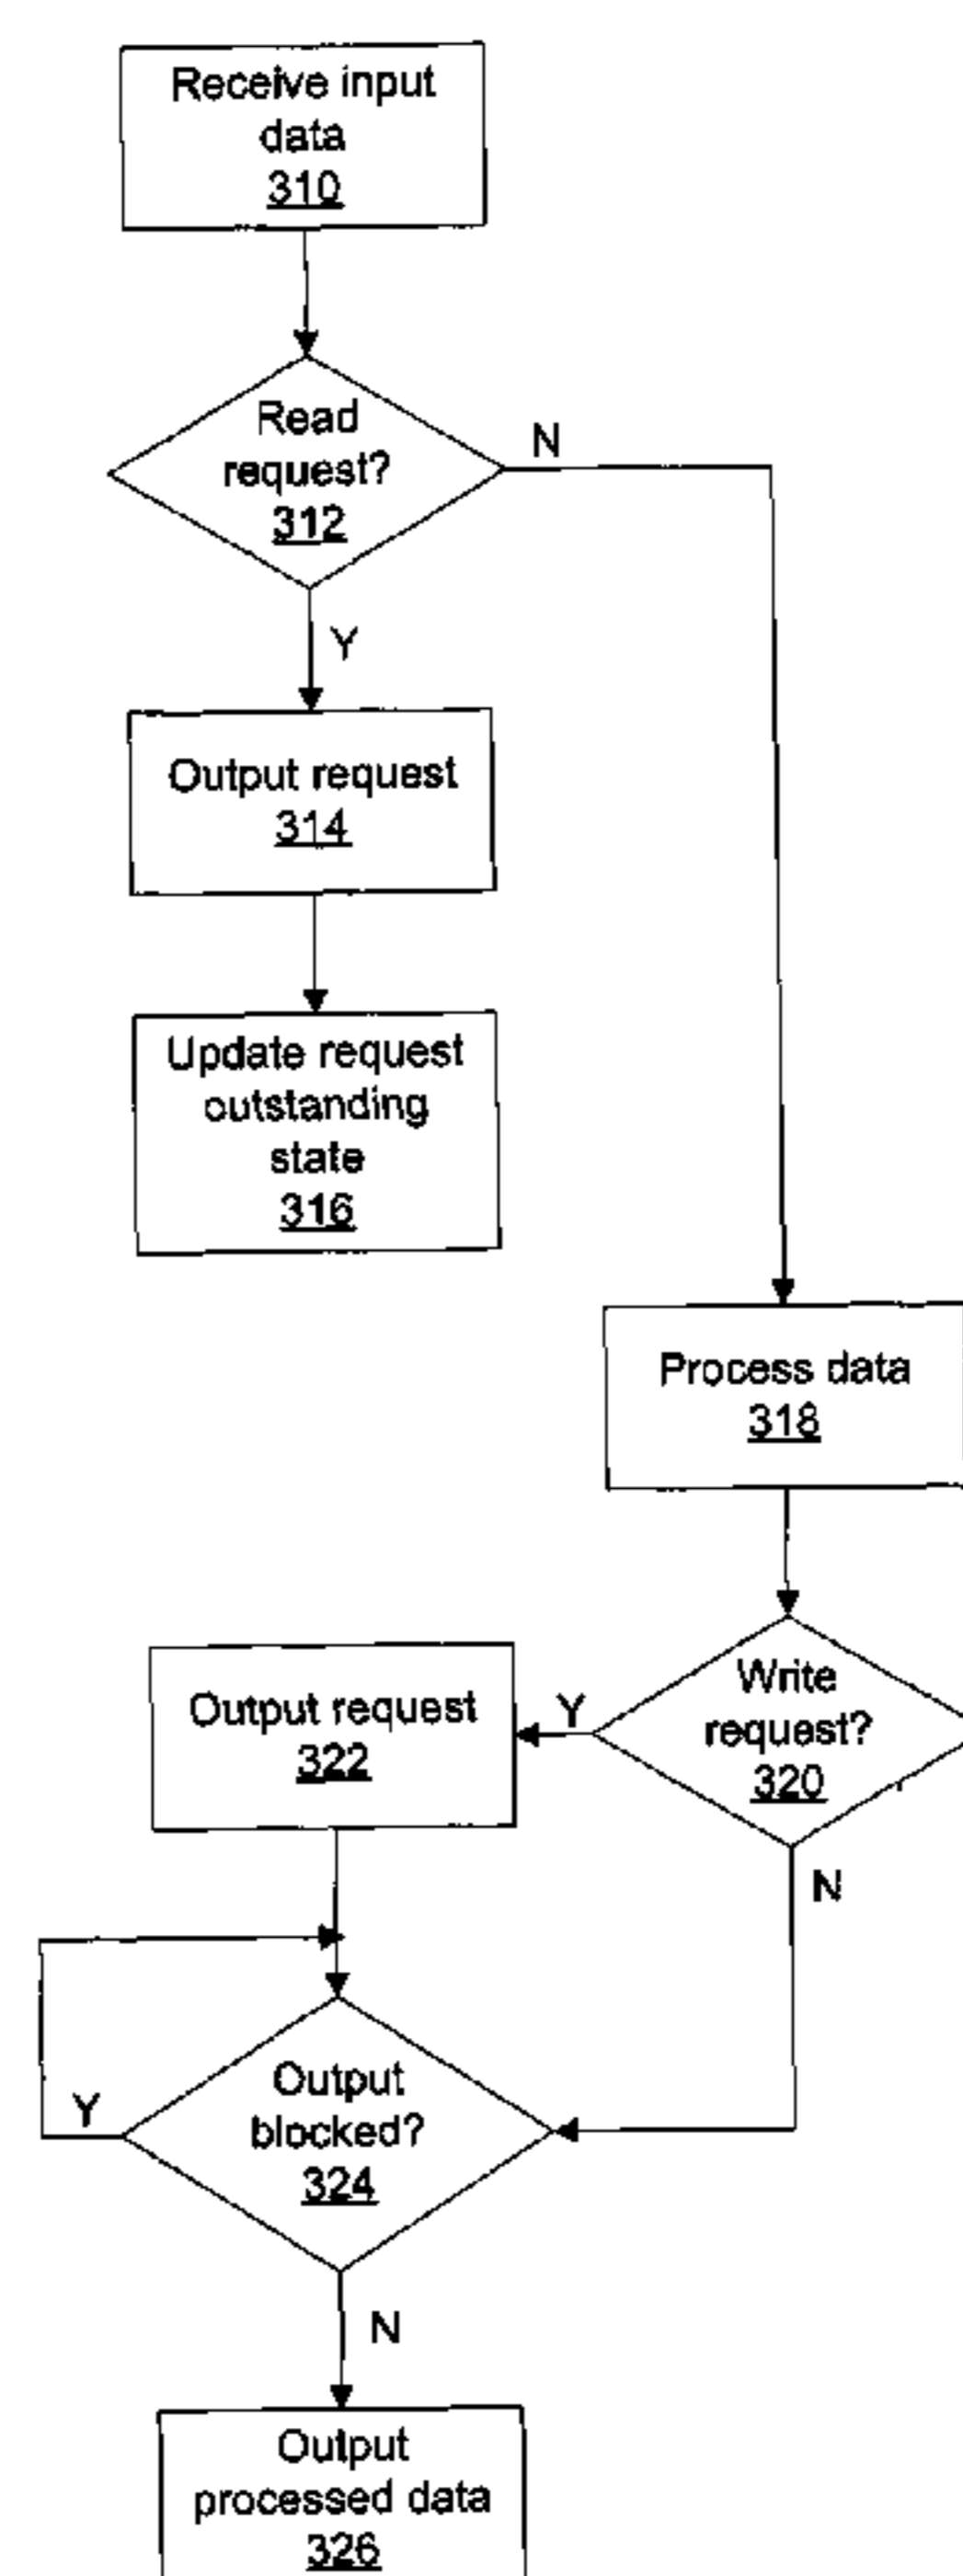 Receive input
data
310
Read
request?
312
N
Y
Output request
314
Update request
outstanding
state
316
Process data
318
Write
request?
320
Y
Output request
322
N
Output
blocked?
324
Y
N
Output
processed data
326